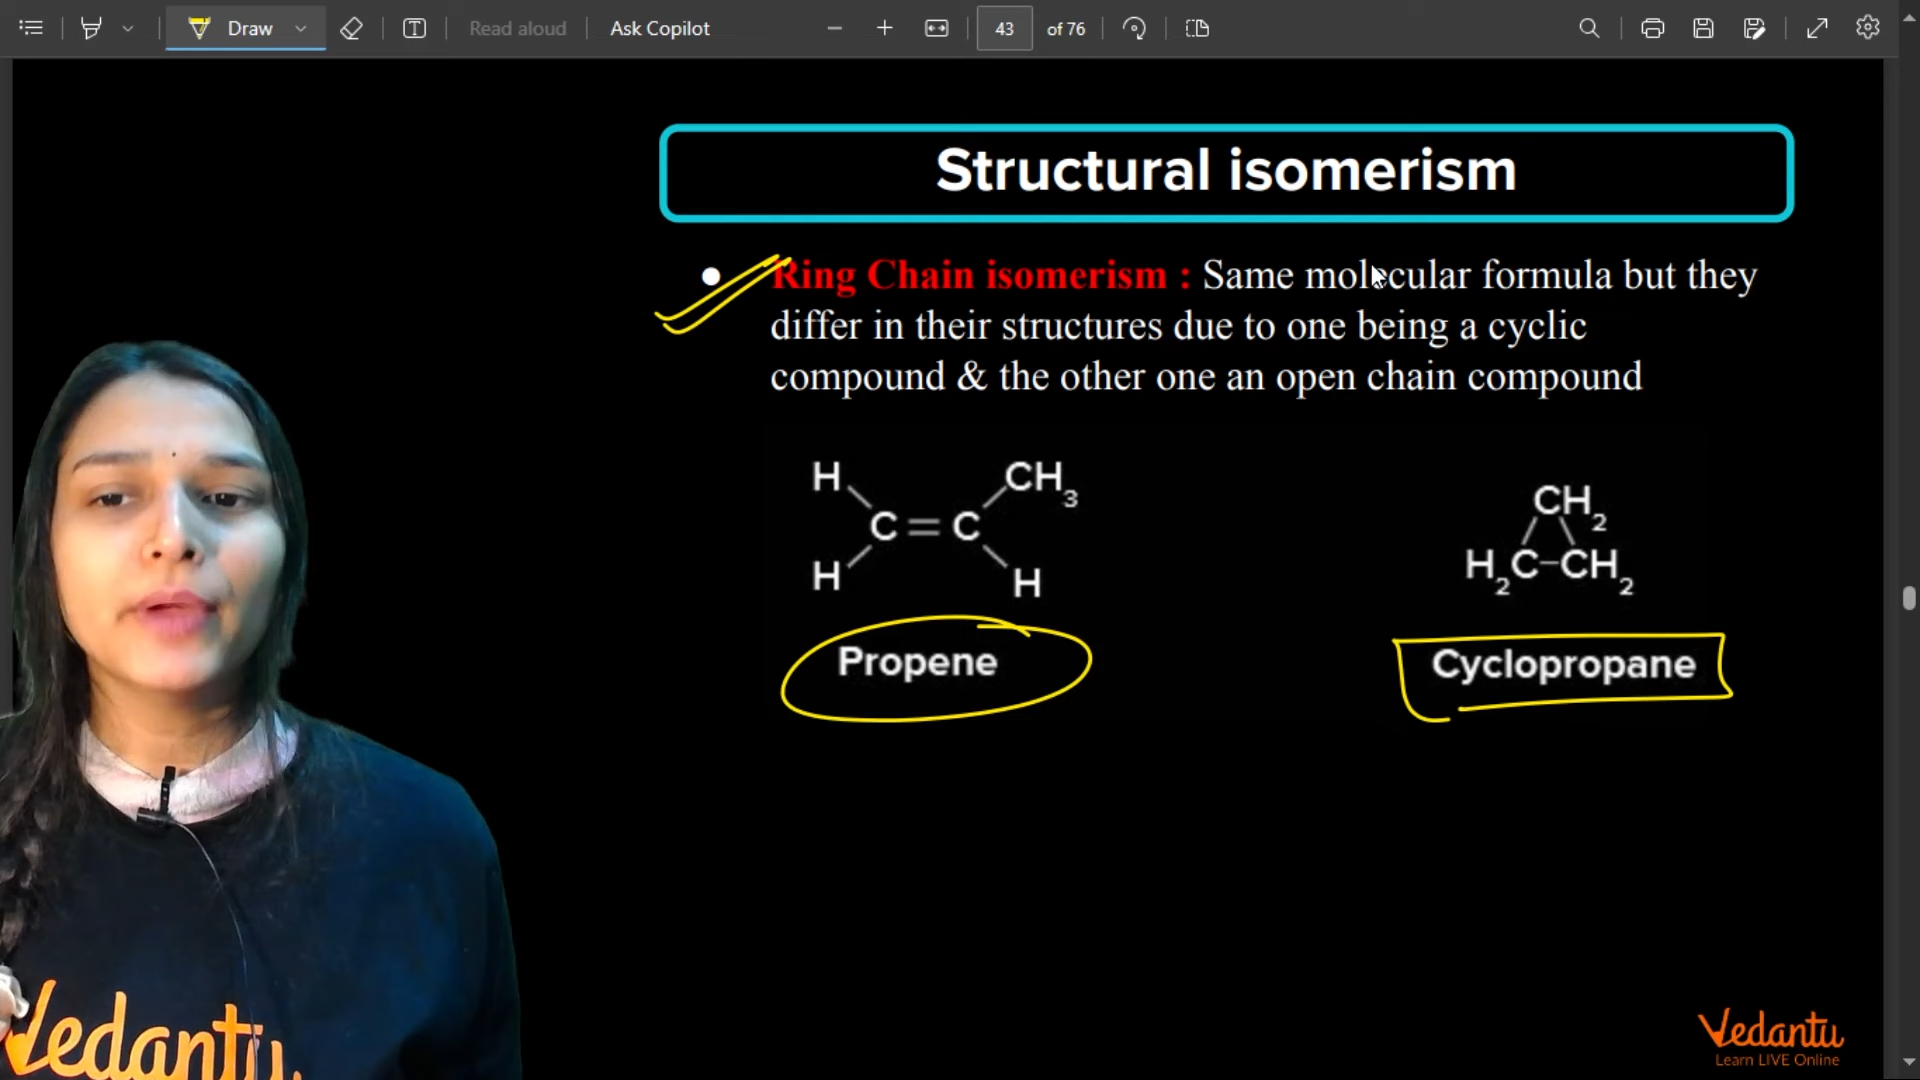 Draw
Read aloud
Ask Copilot
43
of 76
Structural isomerism
• Ring Chain isomerism : Same molecular formula but they
differ in their structures due to one being a cyclic
compound & the other one an open chain compound
H CH3
C=C
H H
CH2
H2C-CH2
Propene
Cyclopropane
Vedantu
Vedantu
Learn LIVE Online